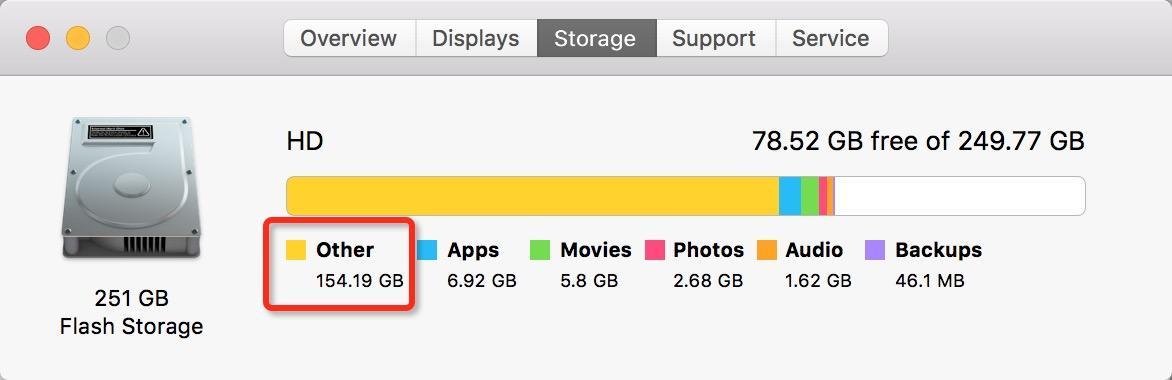 Overview Displays Storage Support Service
HD 78.52 GB free of 249.77 GB
Other Apps Movies Photos Audio Backups
154.19 GB 6.92 GB 5.8 GB 2.68 GB 1.62 GB 46.1 MB
251 GB
Flash Storage